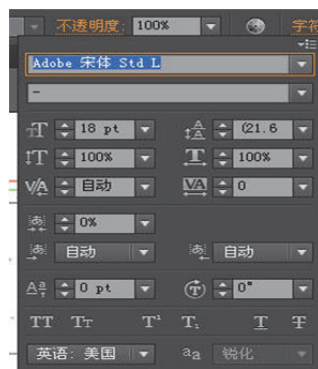 不透明度: 100% 字符
Adobe 宋体 Std L
-
18 pt (21.6
100% 100%
自动 0
0%
自动 自动
0 pt 0°
TT Tт T¹ T₁ T Ŧ
英语: 美国 aa 锐化